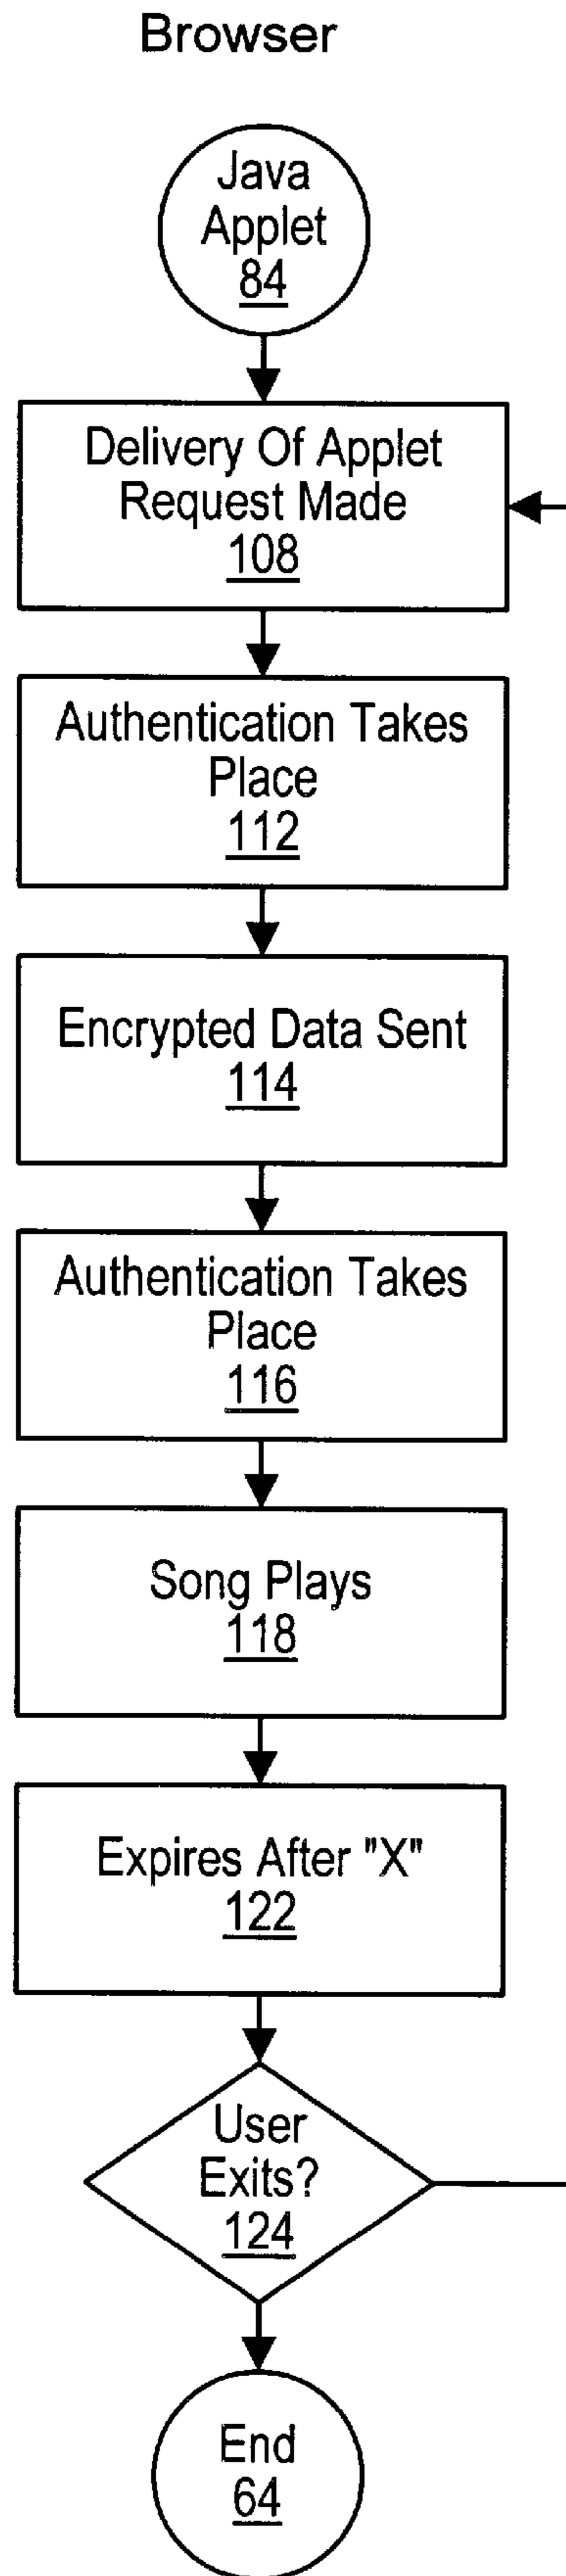 Browser
Java
Applet
84
Delivery Of Applet
Request Made
108
Authentication Takes
Place
112
Encrypted Data Sent
114
Authentication Takes
Place
116
Song Plays
118
Expires After "X"
122
User
Exits?
124
End
64